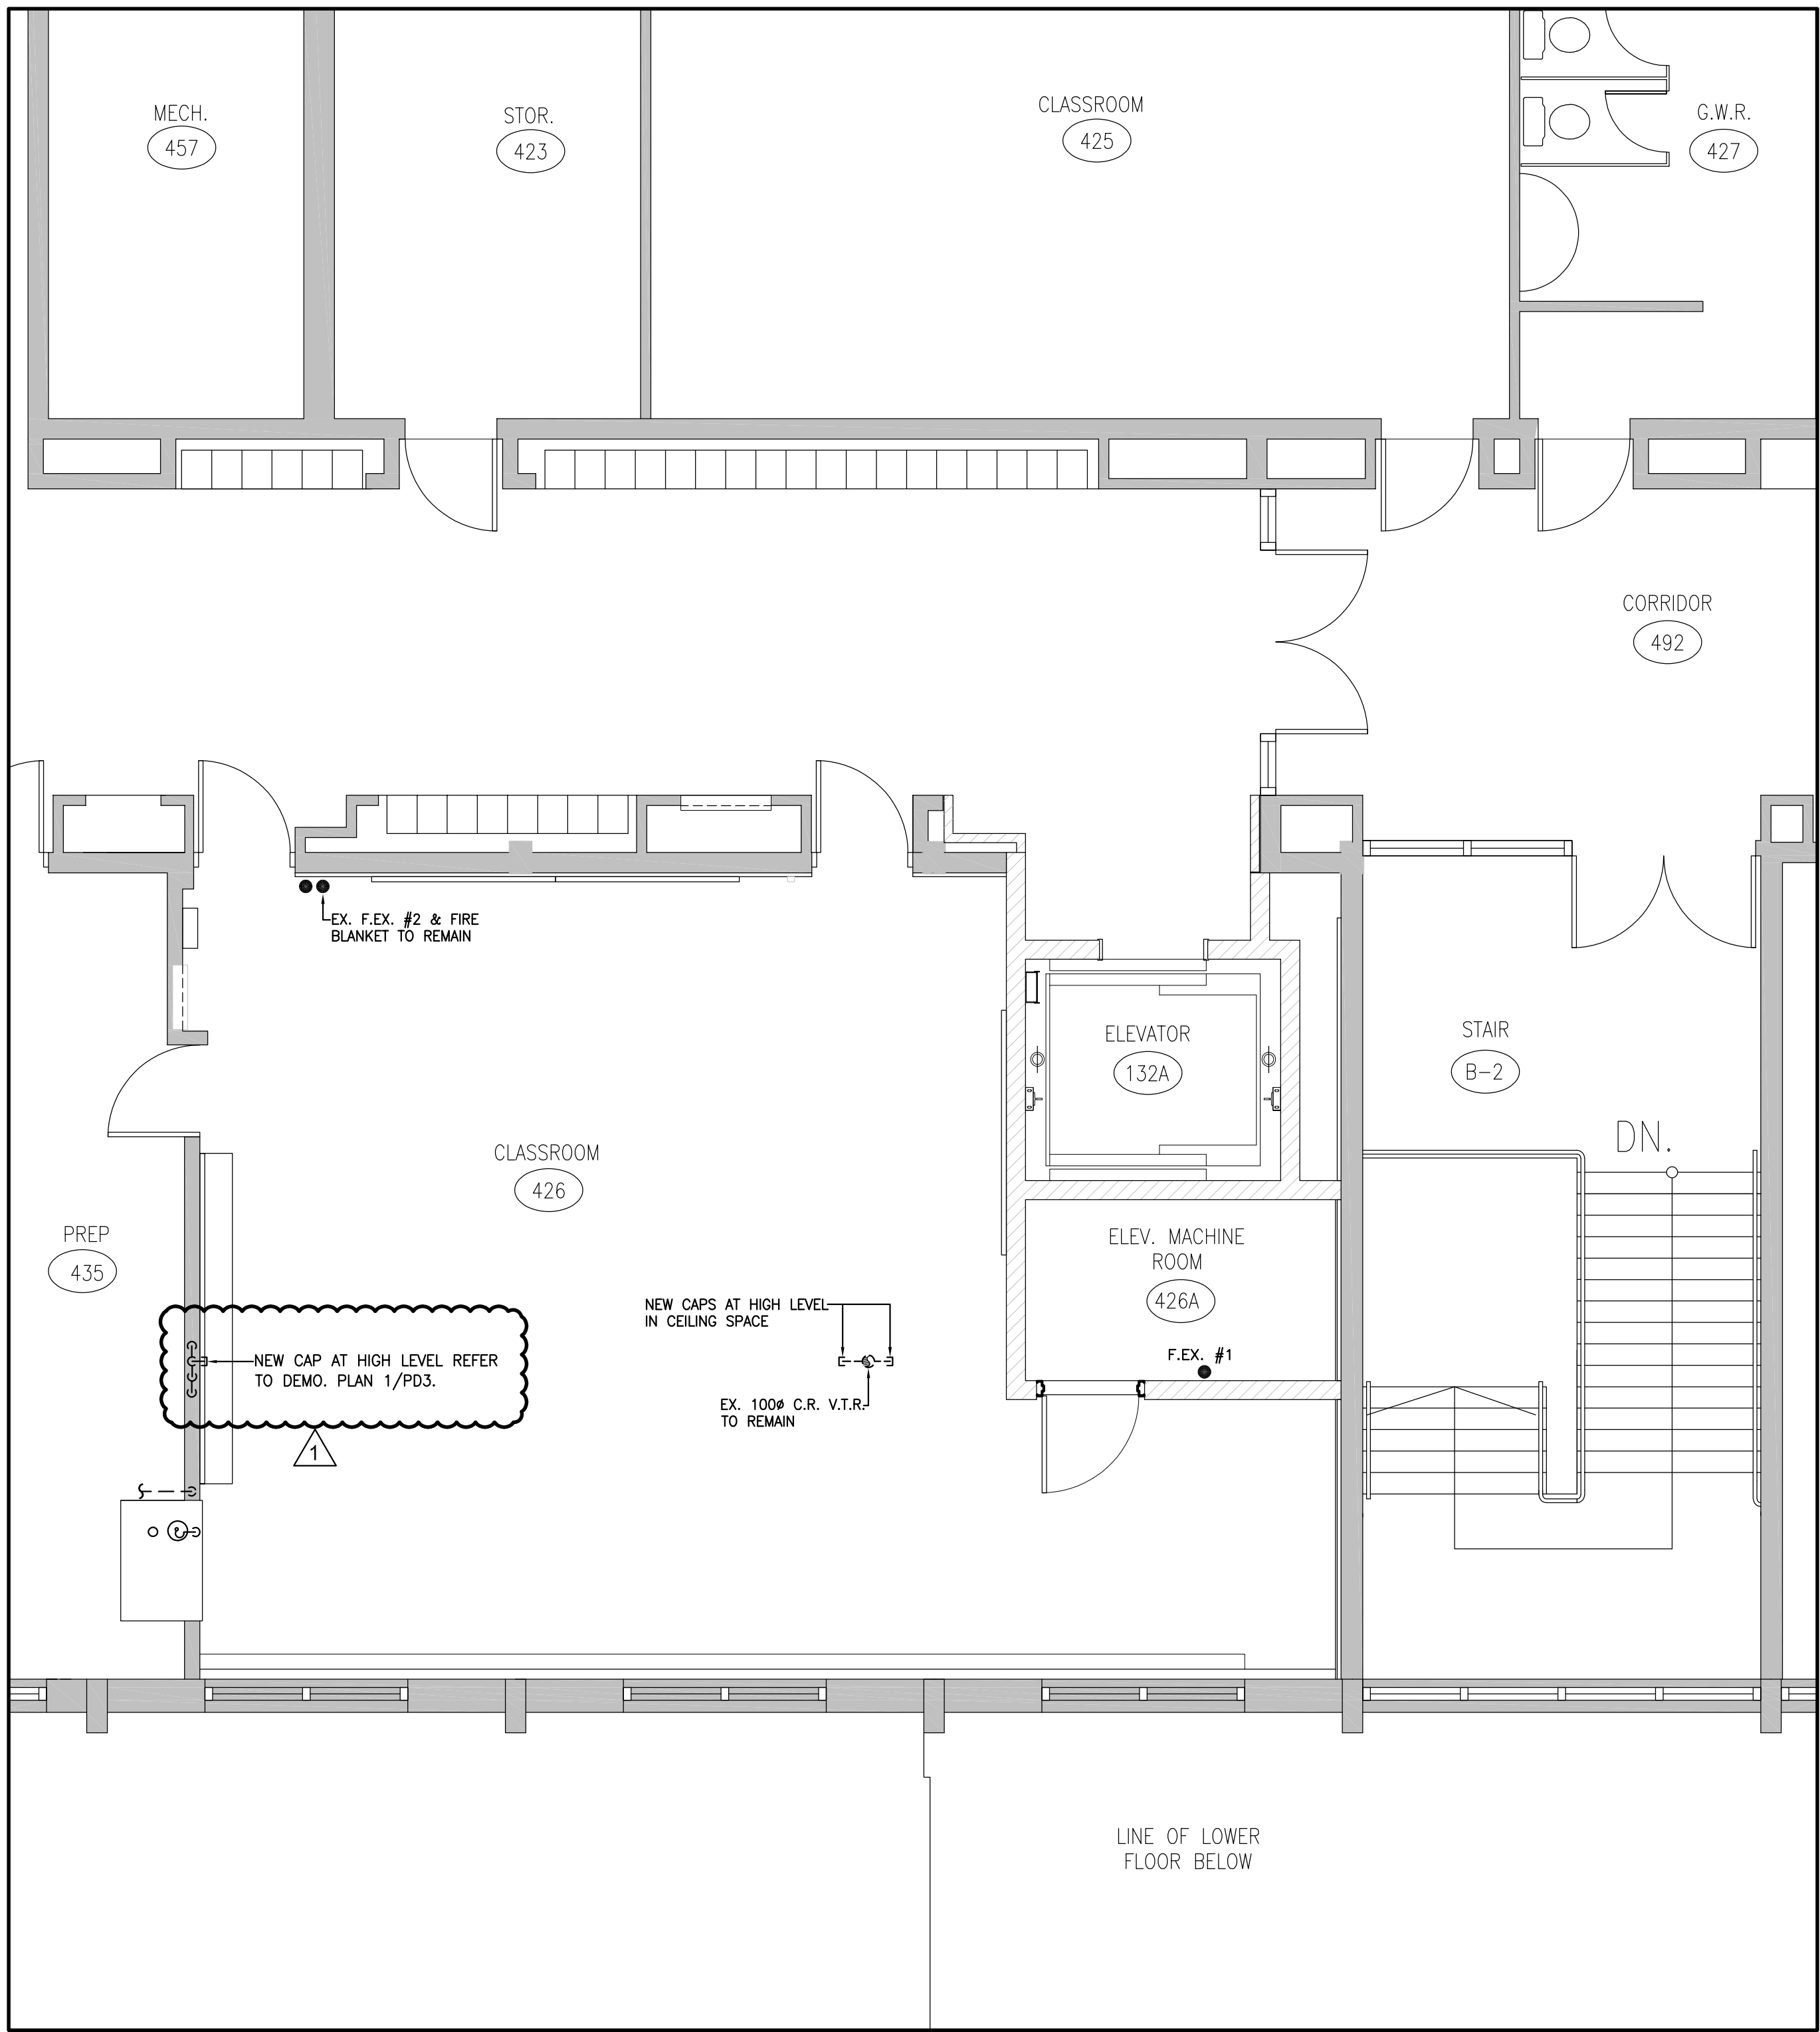 MECH.
457
STOR.
423
CLASSROOM
425
G.W.R.
427
CORRIDOR
492
EX. F.EX. #2 & FIRE
BLANKET TO REMAIN
ELEVATOR
132A
STAIR
B-2
DN.
CLASSROOM
426
PREP
435
ELEV. MACHINE
ROOM
426A
NEW CAPS AT HIGH LEVEL
IN CEILING SPACE
F.EX. #1
NEW CAP AT HIGH LEVEL REFER
TO DEMO. PLAN 1/PD3.
EX. 100ø C.R. V.T.R.
TO REMAIN
1
LINE OF LOWER
FLOOR BELOW